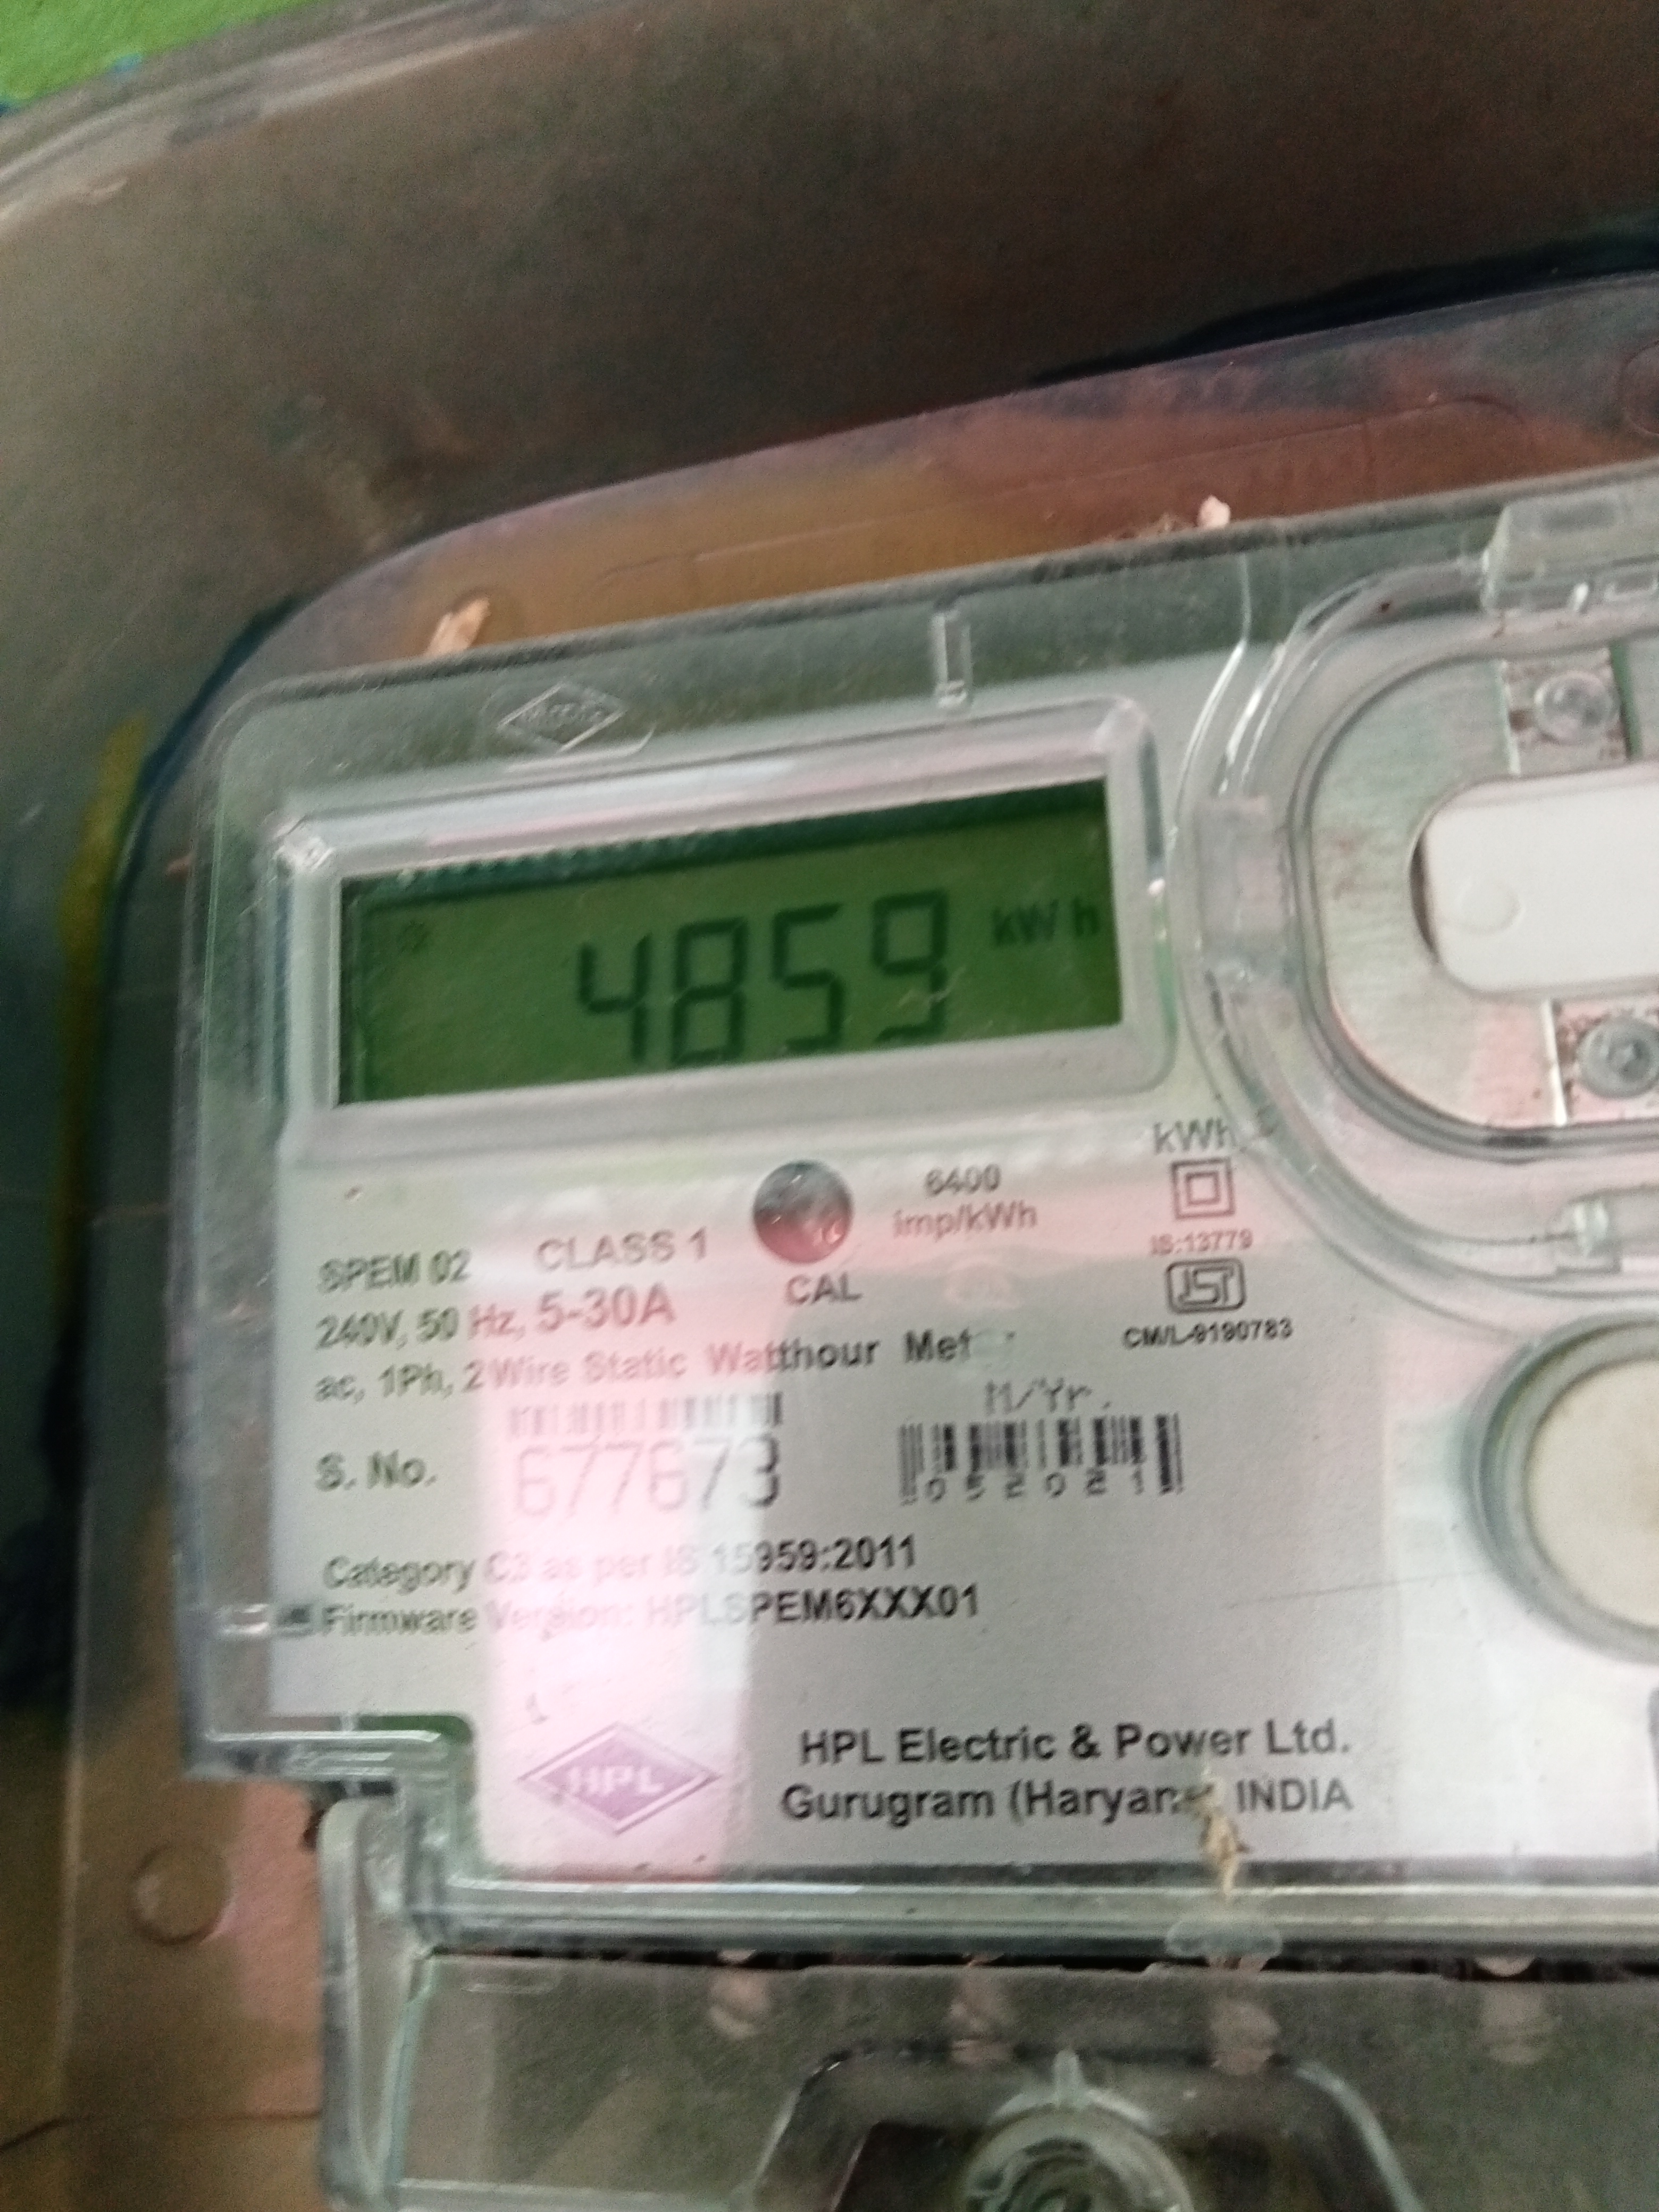 4859 kWh
kWh
6400
imp/kWh
IS:13779
SPEM 02 CLASS 1
CAL
240V, 50 Hz, 5-30A
CM/L-9190783
ac, 1Ph, 2 Wire Static Watthour
M/Yr.
S. No. 677673
Category C3 as per IS 15959:2011
Firmware Version: HPLSPEM6XXX01
HPL
HPL Electric & Power Ltd.
Gurugram INDIA